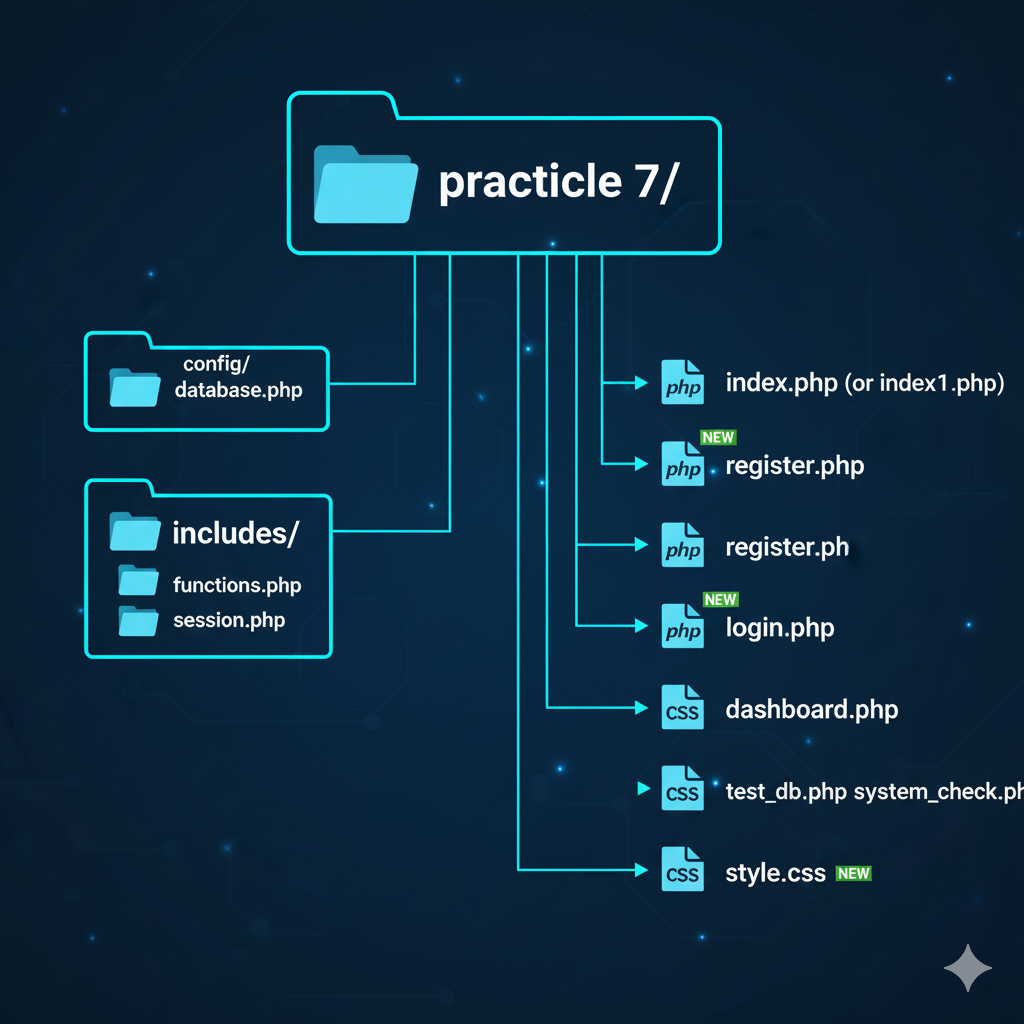 practicle 7/
config/
database.php
includes/
functions.php
session.php
php index.php (or index1.php)
NEW
php register.php
php register.ph
NEW
php login.php
CSS dashboard.php
CSS test_db.php system_check.ph
CSS style.css NEW